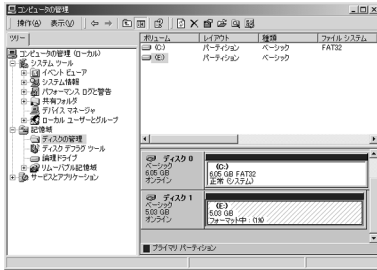 コンピュータの管理
操作(A) 表示(V)
ツリー
コンピュータの管理 (ローカル)
システム ツール
イベント ビューア
システム情報
パフォーマンス ログと警告
共有フォルダ
デバイス マネージャ
ローカル ユーザーとグループ
記憶域
ディスクの管理
ディスク デフラグ ツール
論理ドライブ
リムーバブル記憶域
サービスとアプリケーション
ボリューム レイアウト 種類 ファイル システム
(C:) パーティション ベーシック FAT32
(E:) パーティション ベーシック
ディスク 0
ベーシック
6.05 GB
オンライン
(C:)
6.05 GB FAT32
正常 (システム)
ディスク 1
ベーシック
5.03 GB
オンライン
(E:)
5.03 GB
フォーマット中 :
プライマリ パーティション